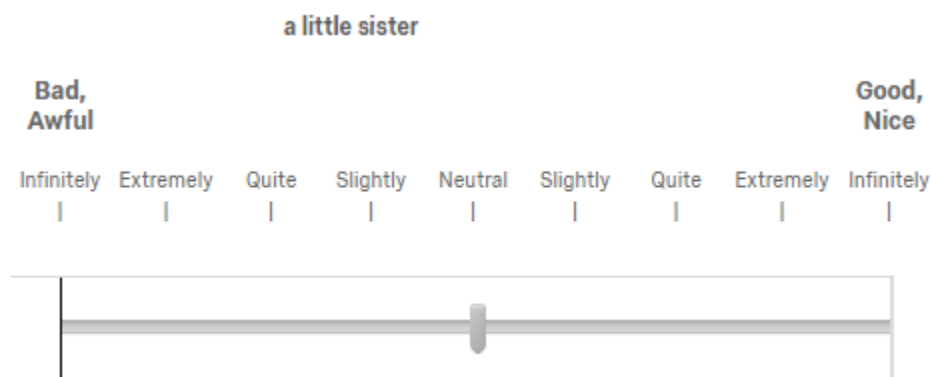 a little sister
Bad,
Awful
Good,
Nice
Infinitely Extremely Quite Slightly Neutral Slightly Quite Extremely Infinitely